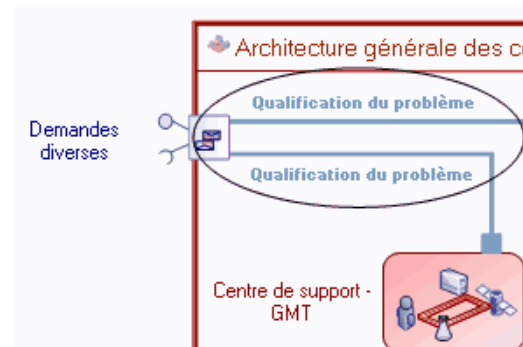 Architecture générale des
Qualification du problème
Demandes
diverses
Qualification du problème
Centre de support -
GMT